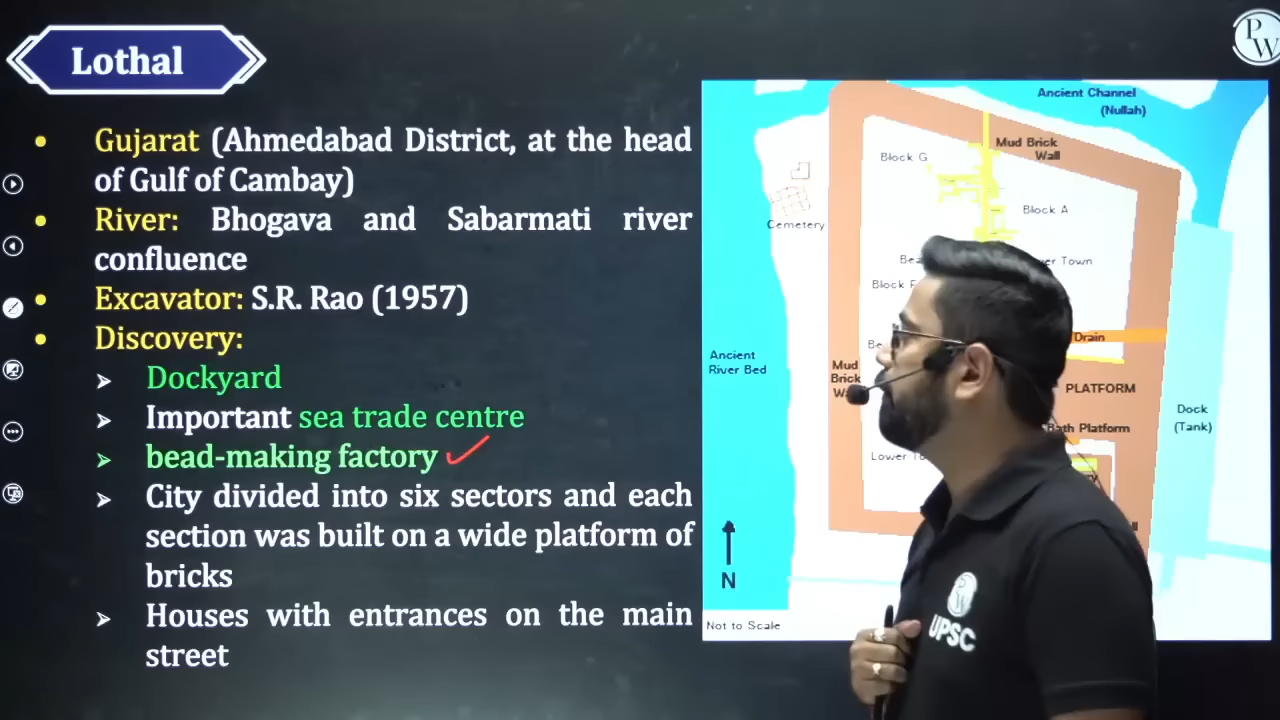 Lothal
PW
Gujarat (Ahmedabad District, at the head
of Gulf of Cambay)
River: Bhogava and Sabarmati river
confluence
Excavator: S.R. Rao (1957)
Discovery:
Dockyard
Important sea trade centre
bead-making factory
City divided into six sectors and each
section was built on a wide platform of
bricks
Houses with entrances on the main
street
Ancient Channel
(Nullah)
Mud Brick
Wall
Block G
Block A
Cemetery
Town
Block
Drain
Ancient
River Bed
Mud
Brick
PLATFORM
Bath Platform
Dock
(Tank)
Lower
N
Not to Scale
UPSC